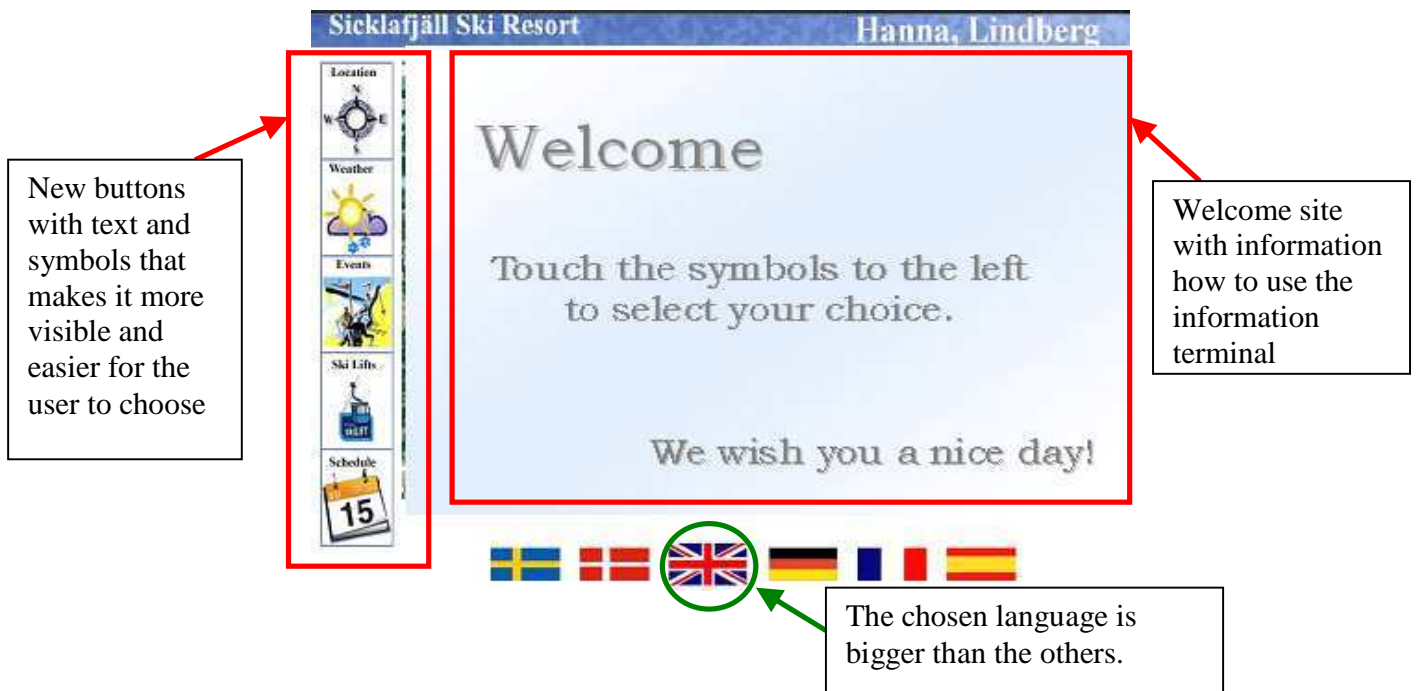 Sicklafjäll Ski Resort
Hanna, Lindberg
Location
N
W E
S
Weather
Events
Ski Lifts
Schedule
15
Welcome
Touch the symbols to the left
to select your choice.
We wish you a nice day!
New buttons
with text and
symbols that
makes it more
visible and
easier for the
user to choose
Welcome site
with information
how to use the
information
terminal
The chosen language is
bigger than the others.